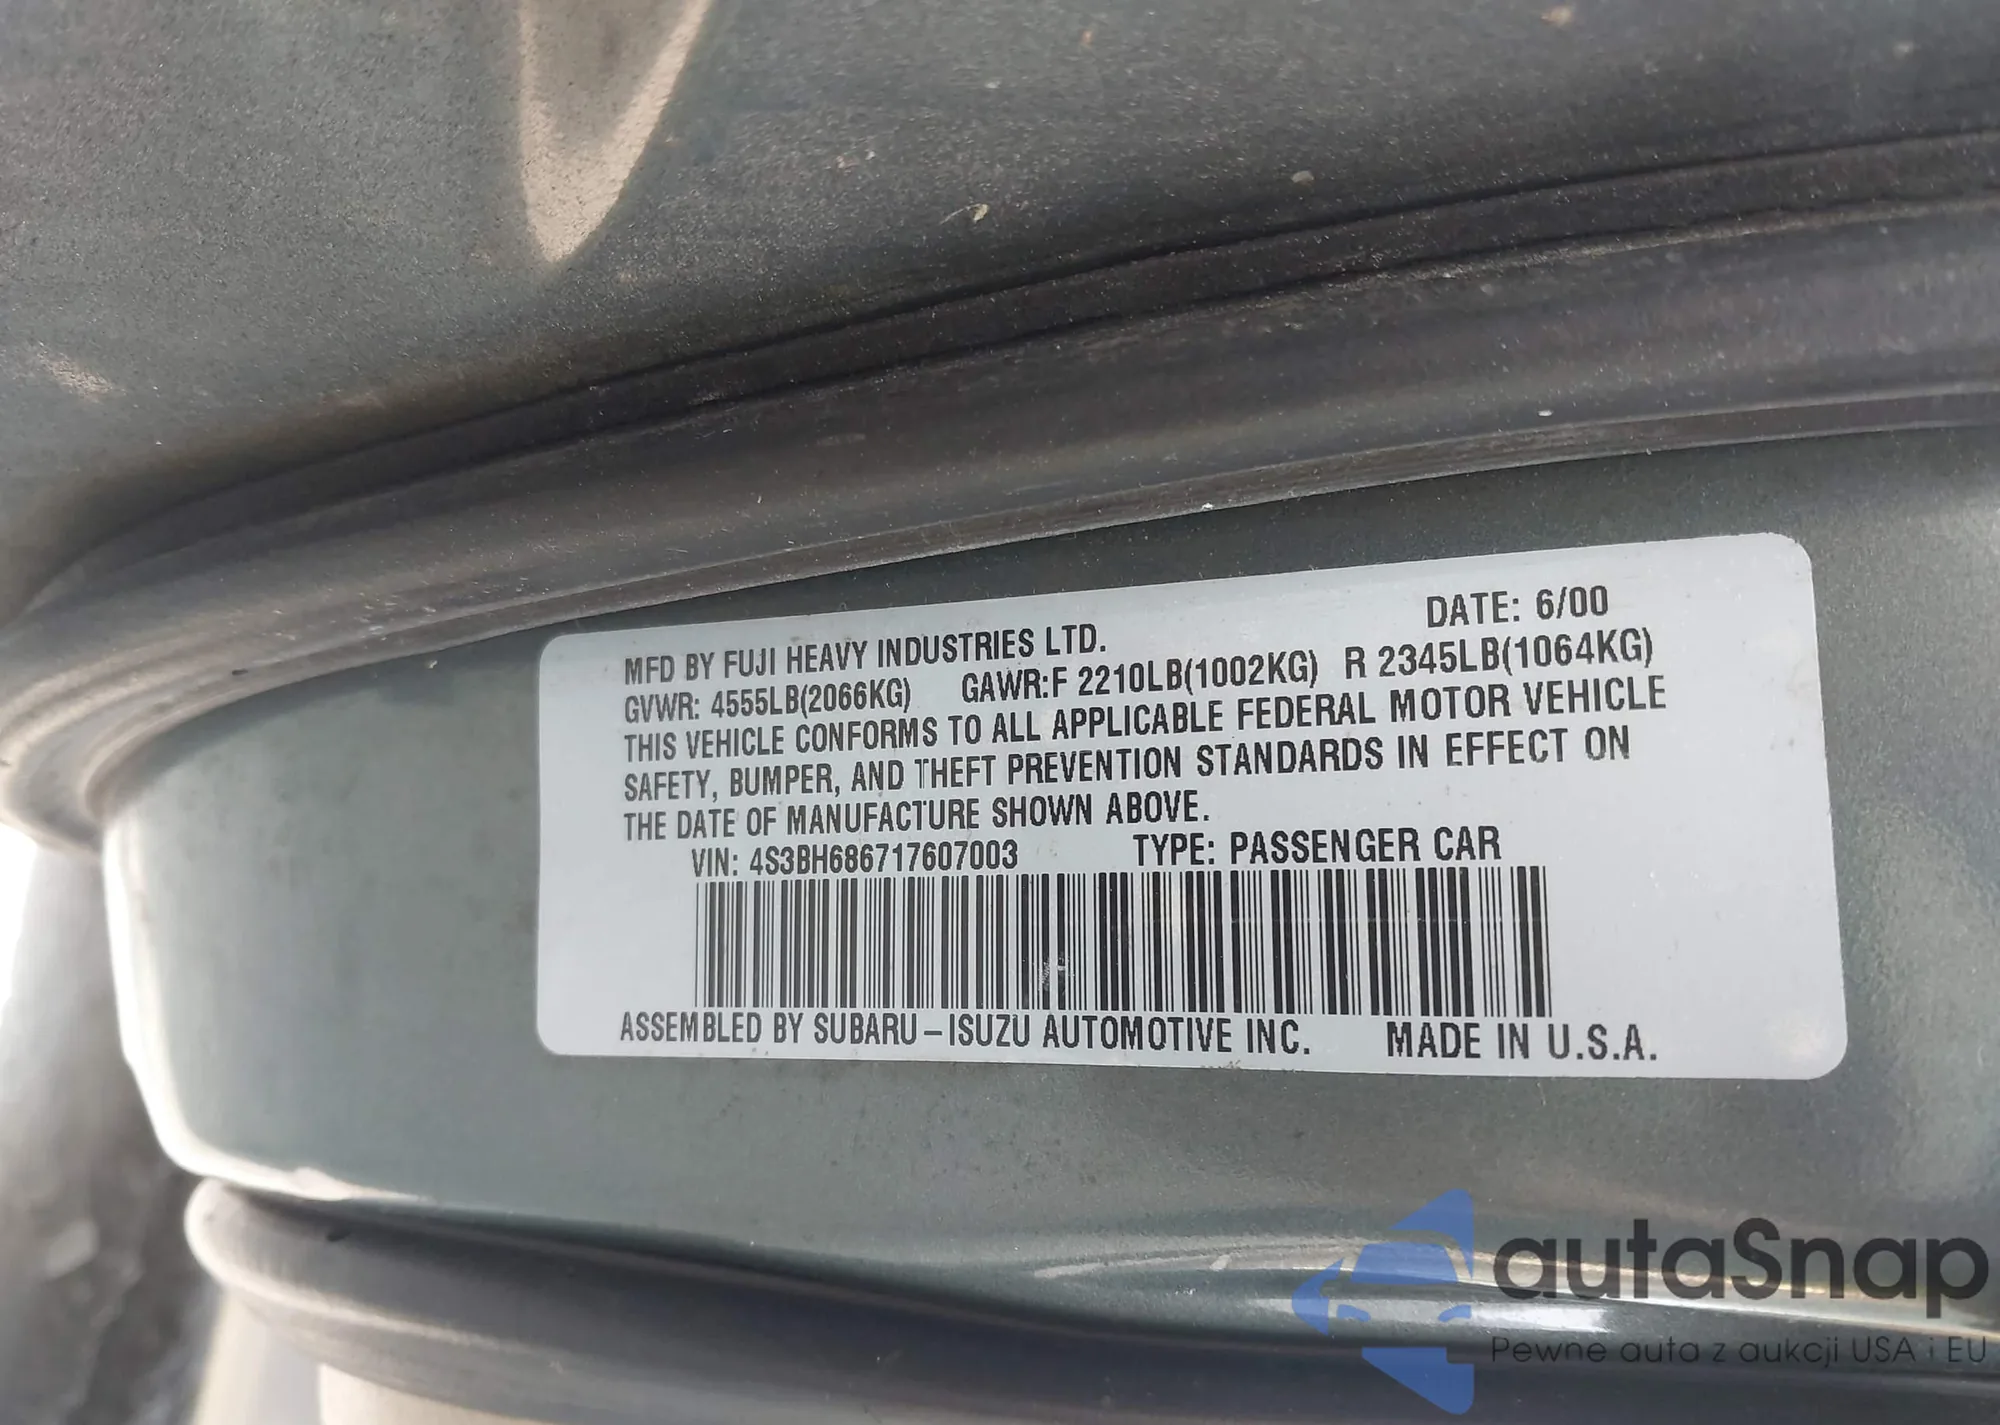 DATE: 6/00
MFD BY FUJI HEAVY INDUSTRIES LTD.
GVWR: 4555LB(2066KG) GAWR:F 2210LB(1002KG) R 2345LB(1064KG)
THIS VEHICLE CONFORMS TO ALL APPLICABLE FEDERAL MOTOR VEHICLE
SAFETY, BUMPER, AND THEFT PREVENTION STANDARDS IN EFFECT ON
THE DATE OF MANUFACTURE SHOWN ABOVE.
VIN: 4S3BH686717607003 TYPE: PASSENGER CAR
ASSEMBLED BY SUBARU-ISUZU AUTOMOTIVE INC. MADE IN U.S.A.
autaSnap
Pewne auta z aukcji USA i EU